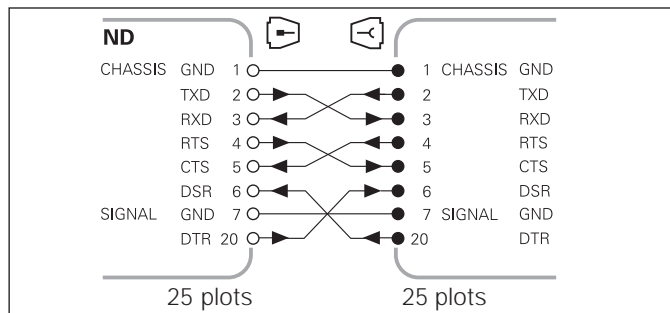 ND
CHASSIS GND 1 1 CHASSIS GND
TXD 2 2 TXD
RXD 3 3 RXD
RTS 4 4 RTS
CTS 5 5 CTS
DSR 6 6 DSR
SIGNAL GND 7 7 SIGNAL GND
DTR 20 20 DTR
25 plots 25 plots